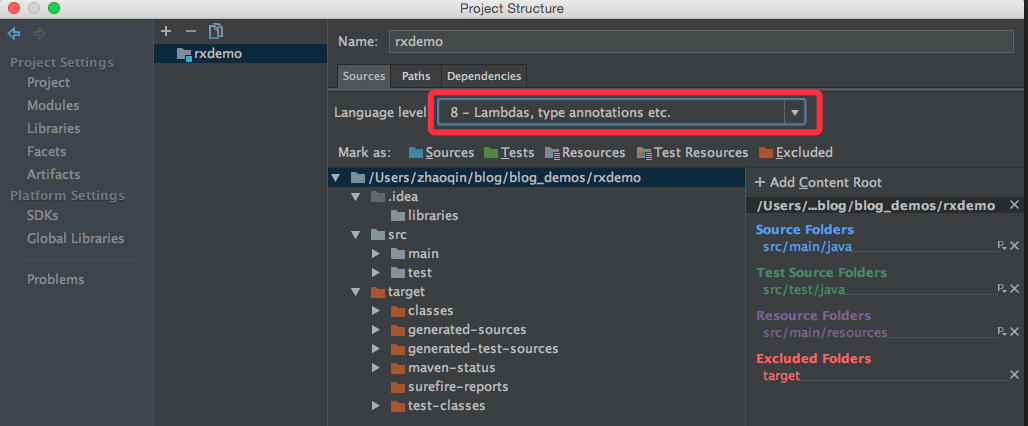 Project Structure
Project Settings
Project
Modules
Libraries
Facets
Artifacts
Platform Settings
SDKs
Global Libraries
Problems
rxdemo
Name: rxdemo
Sources Paths Dependencies
Language level 8 – Lambdas, type annotations etc.
Mark as: Sources Tests Resources Test Resources Excluded
/Users/zhaoqin/blog/blog_demos/rxdemo
.idea
libraries
src
main
test
target
classes
generated-sources
generated-test-sources
maven-status
surefire-reports
test-classes
+ Add Content Root
/Users/...blog/blog_demos/rxdemo
Source Folders
src/main/java
Test Source Folders
src/test/java
Resource Folders
src/main/resources
Excluded Folders
target